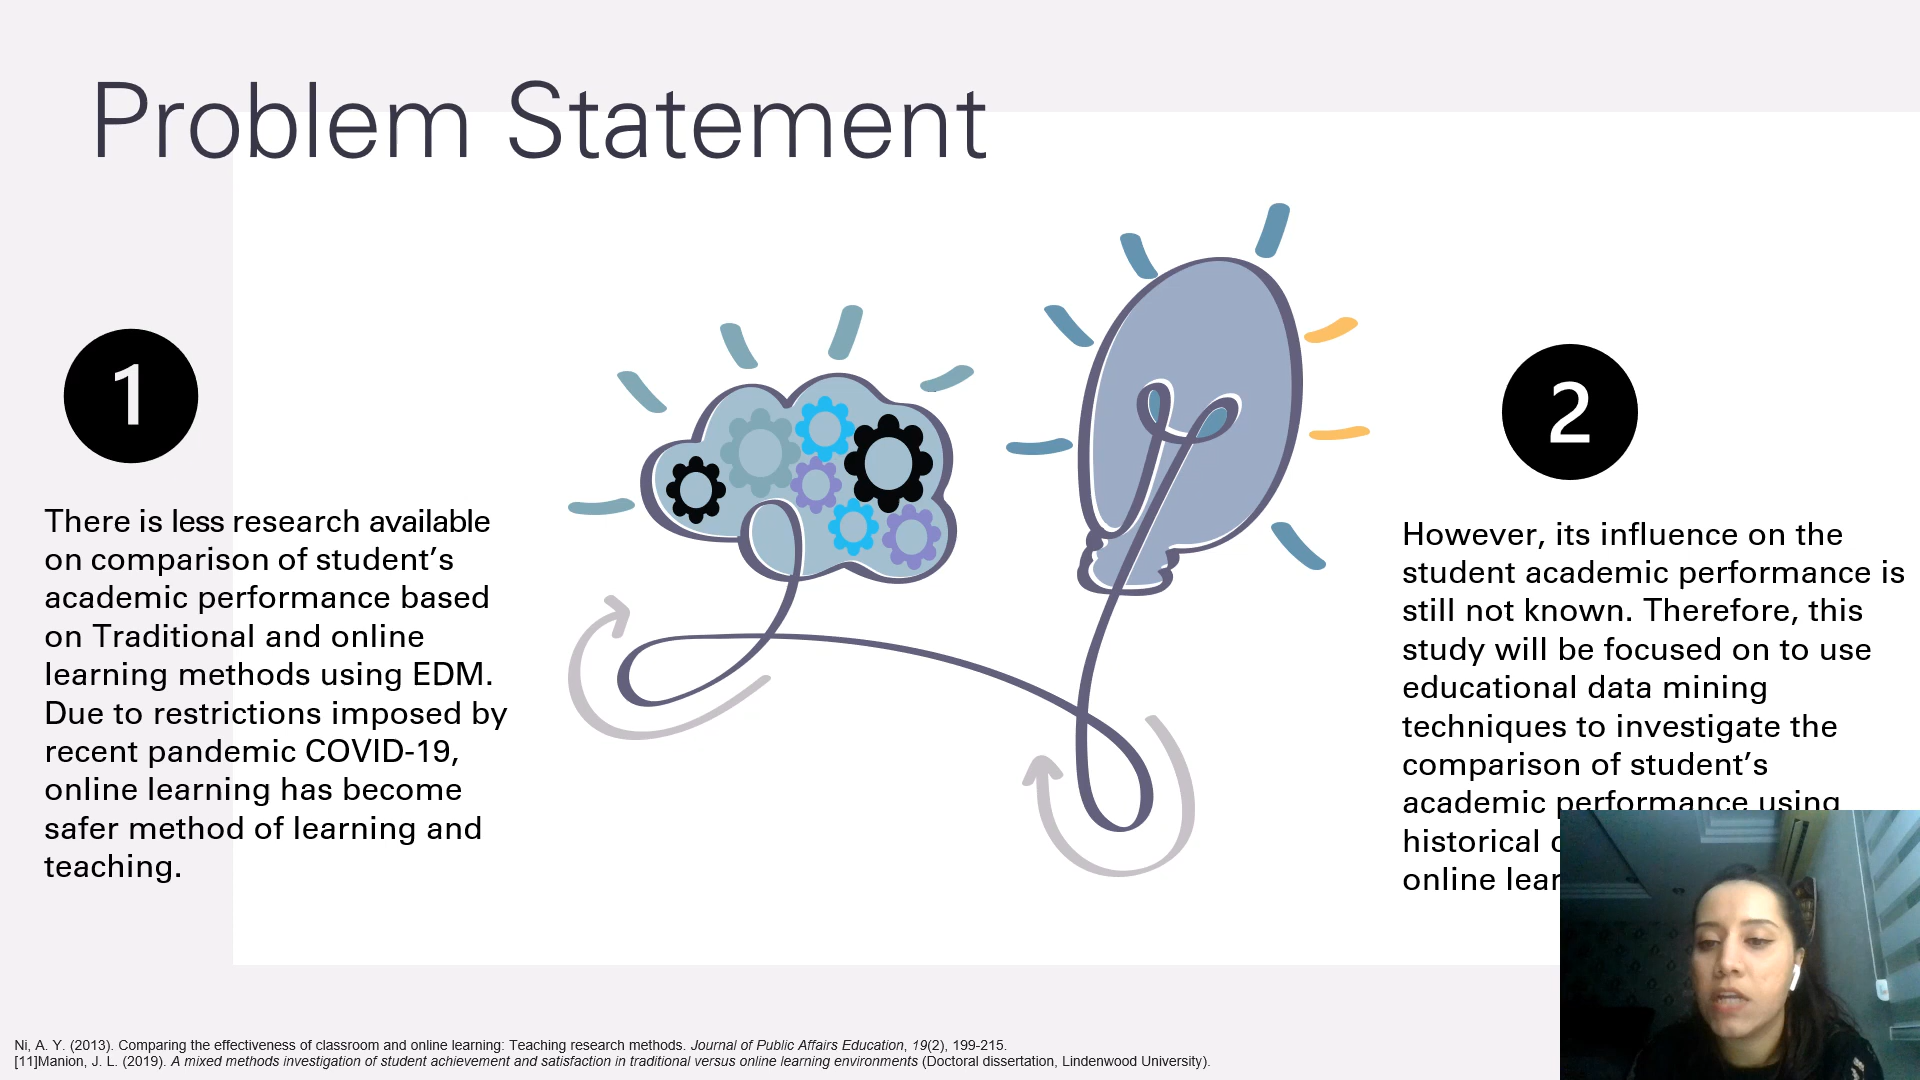 Problem Statement
1
There is less research available
on comparison of student’s
academic performance based
on Traditional and online
learning methods using EDM.
Due to restrictions imposed by
recent pandemic COVID-19,
online learning has become
safer method of learning and
teaching.
2
However, its influence on the
student academic performance is
still not known. Therefore, this
study will be focused on to use
educational data mining
techniques to investigate the
comparison of student’s
academic performance using
historical
online
Ni, A. Y. (2013). Comparing the effectiveness of classroom and online learning: Teaching research methods. Journal of Public Affairs Education, 19(2), 199-215.
[11]Manion, J. L. (2019). A mixed methods investigation of student achievement and satisfaction in traditional versus online learning environments (Doctoral dissertation, Lindenwood University).